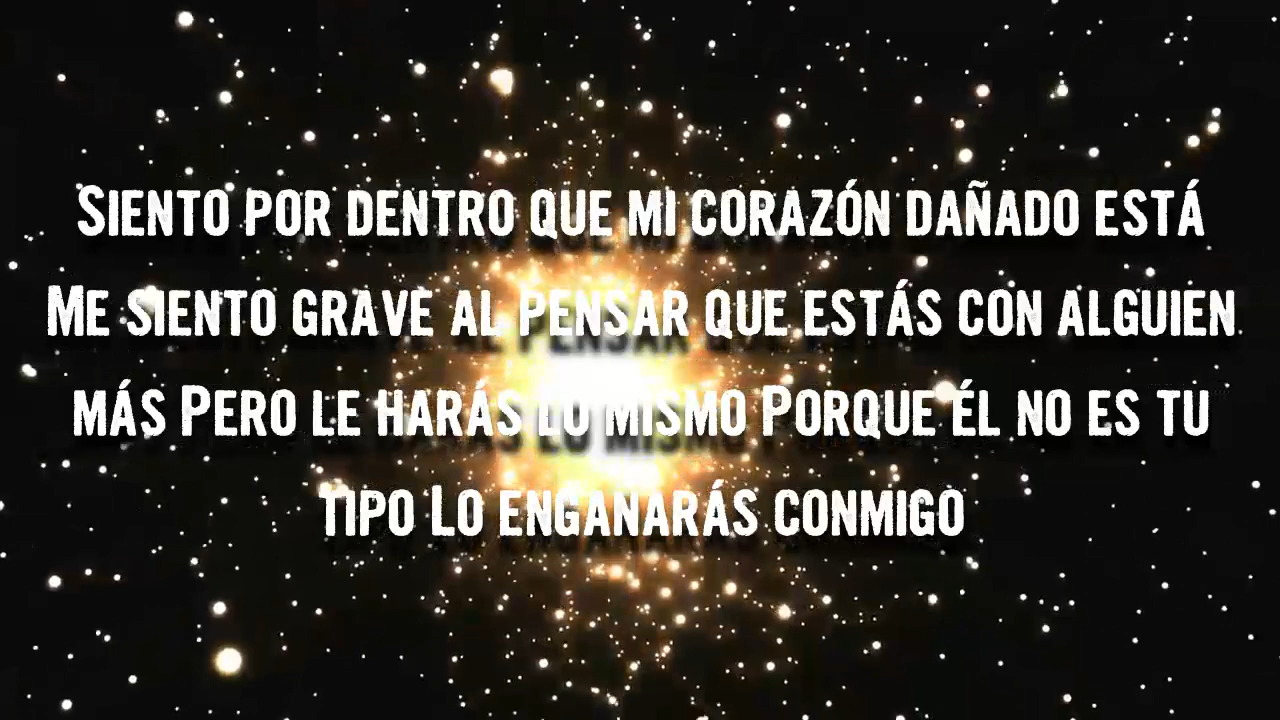 Siento por dentro que mi corazón dañado está
Me siento grave al pensar que estás con alguien
más Pero le harás lo mismo Porque él no es tu
tipo Lo enganarás conmigo